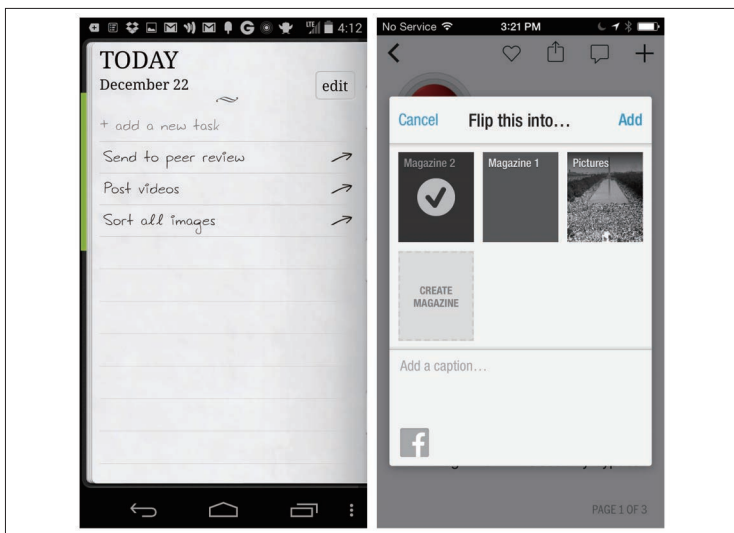 LTE 4:12
TODAY
December 22
edit
+ add a new task
Send to peer review
Post videos
Sort all images
No Service 3:21 PM
Cancel Flip this into... Add
Magazine 2 Magazine 1 Pictures
CREATE
MAGAZINE
Add a caption...
PAGE 1 OF 3